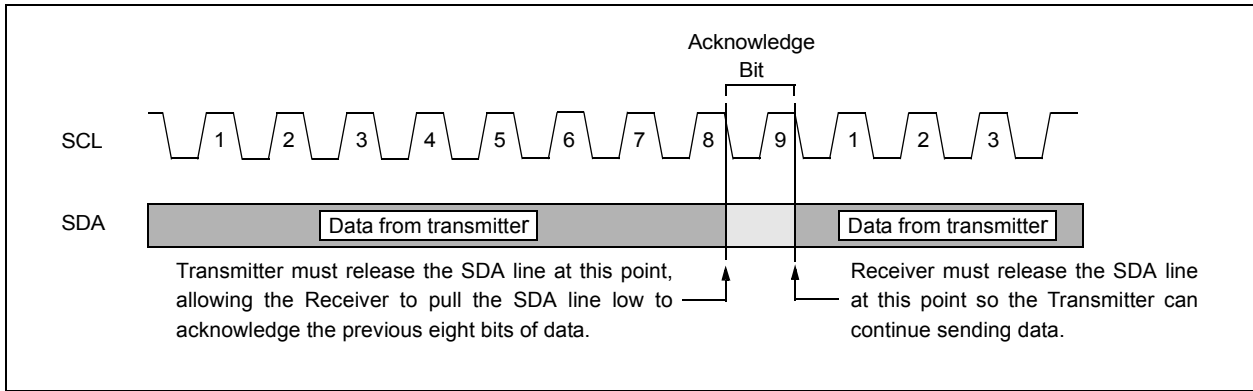 Acknowledge
Bit
SCL
1 2 3 4 5 6 7 8 9 1 2 3
SDA
Data from transmitter
Data from transmitter
Transmitter must release the SDA line at this point,
allowing the Receiver to pull the SDA line low to
acknowledge the previous eight bits of data.
Receiver must release the SDA line
at this point so the Transmitter can
continue sending data.